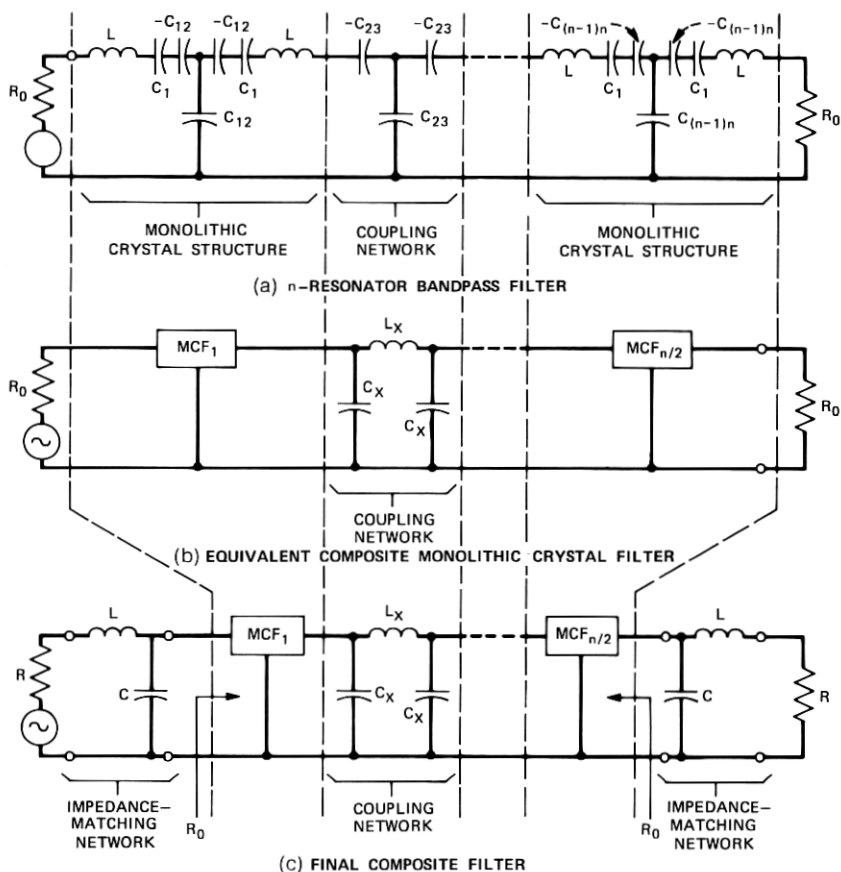 -C12 -C12 -C23 -C23 -C(n-1)n -C(n-1)n
L L
R0 C1 C1 L C1 C1 L R0
C12 C23 C(n-1)n
MONOLITHIC CRYSTAL STRUCTURE
COUPLING NETWORK
MONOLITHIC CRYSTAL STRUCTURE
(a) n-RESONATOR BANDPASS FILTER
LX
MCF1 MCFn/2
R0 CX CX R0
COUPLING NETWORK
(b) EQUIVALENT COMPOSITE MONOLITHIC CRYSTAL FILTER
L LX L
MCF1 MCFn/2
R C CX CX C R
IMPEDANCE-MATCHING NETWORK
R0
COUPLING NETWORK
R0
IMPEDANCE-MATCHING NETWORK
(c) FINAL COMPOSITE FILTER